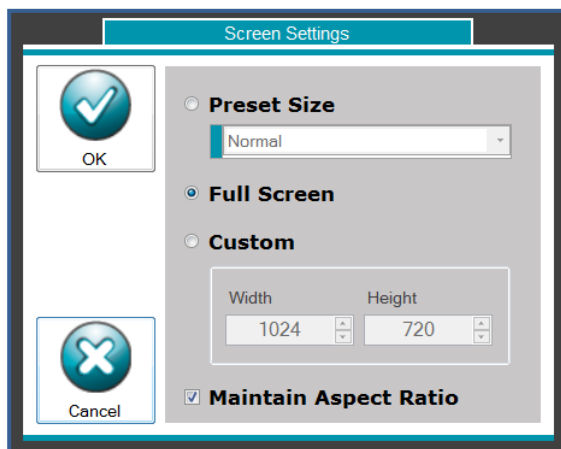 Screen Settings
OK
Preset Size
Normal
Full Screen
Custom
Width Height
1024 720
Cancel
Maintain Aspect Ratio